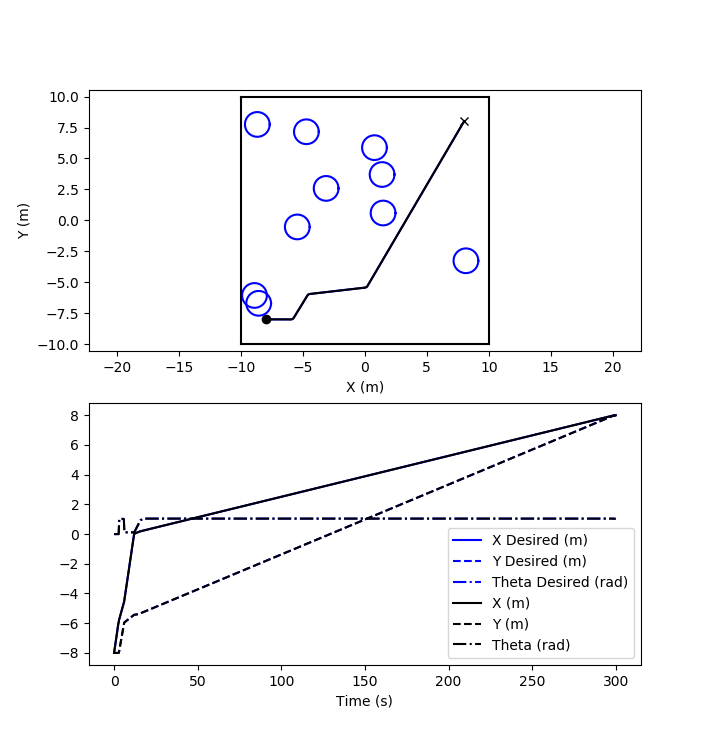 10.0
7.5
5.0
2.5
0.0
−2.5
−5.0
−7.5
−10.0
Y (m)
−20 −15 −10 −5 0 5 10 15 20
X (m)
8
6
4
2
0
−2
−4
−6
−8
X Desired (m)
Y Desired (m)
Theta Desired (rad)
X (m)
Y (m)
Theta (rad)
0 50 100 150 200 250 300
Time (s)